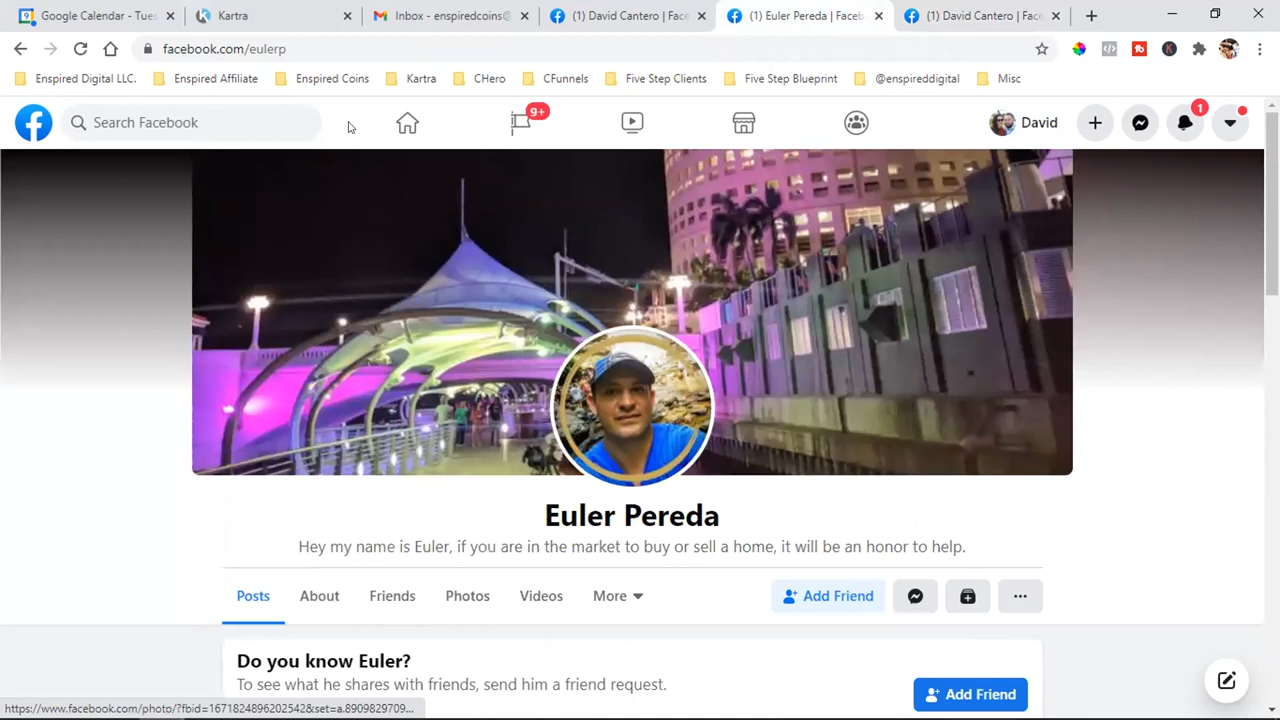 Google Calendar - Tues
Kartra
Inbox - enspiredcoins@
(1) David Cantero | Face
(1) Euler Pereda | Faceb
(1) David Cantero | Face
facebook.com/eulerp
Enspired Digital LLC.
Enspired Affiliate
Enspired Coins
Kartra
CHero
CFunnels
Five Step Clients
Five Step Blueprint
@enspireddigital
Misc
Search Facebook
9+
David
1
Euler Pereda
Hey my name is Euler, if you are in the market to buy or sell a home, it will be an honor to help.
Posts
About
Friends
Photos
Videos
More
Add Friend
Do you know Euler?
To see what he shares with friends, send him a friend request.
Add Friend
https://www.facebook.com/photo/?fbid=1671824896202542&set=a.8909829709...